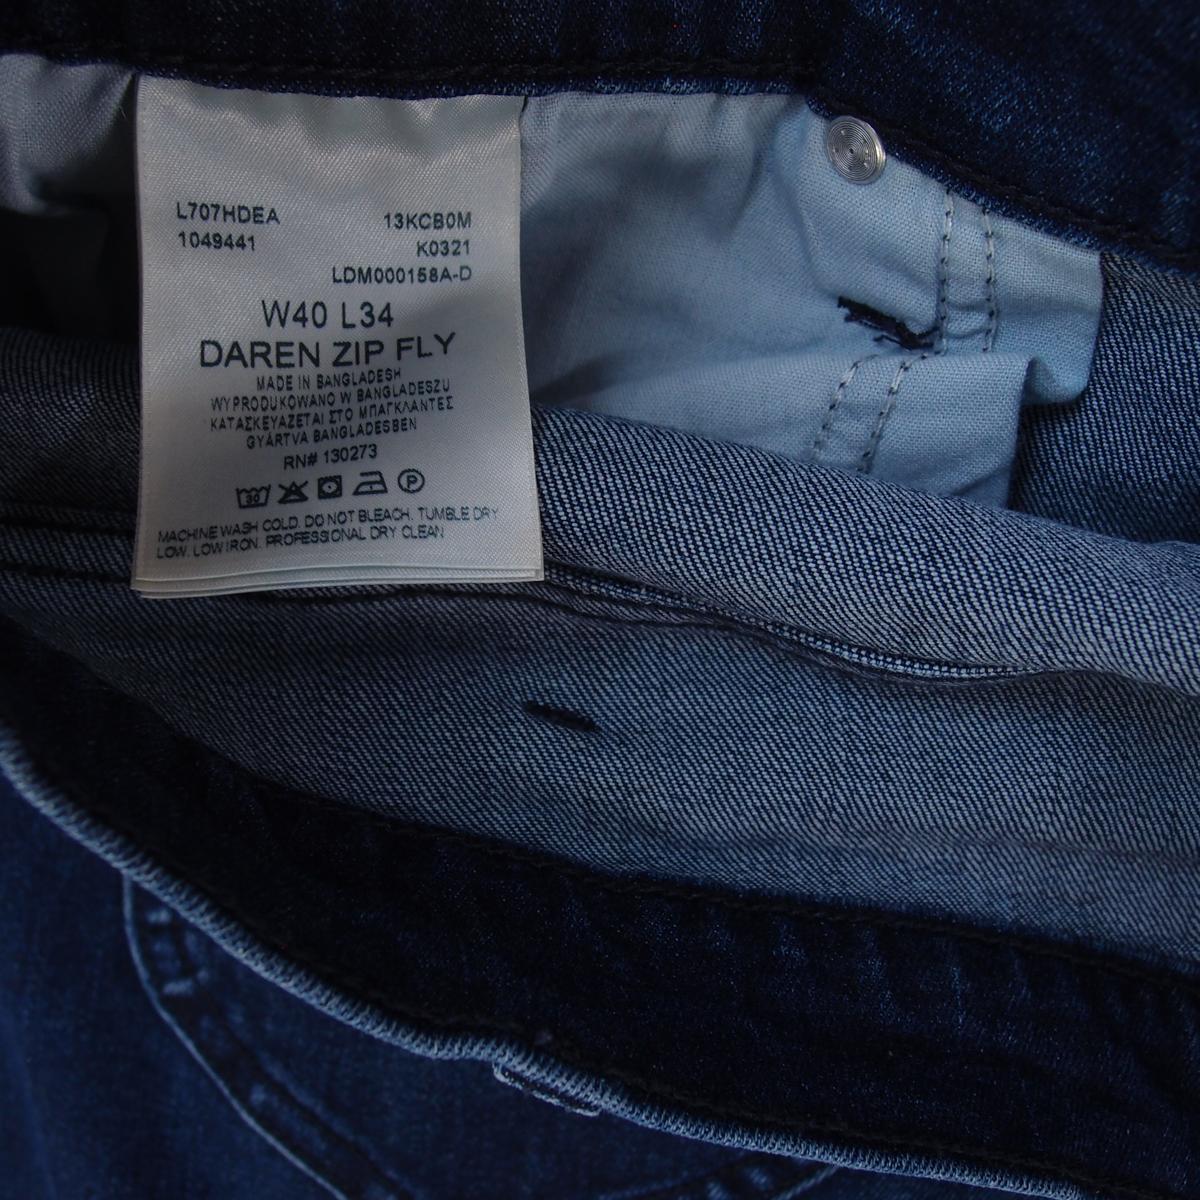 L707HDEA 13KCB0M
1049441 K0321
LDM000158A-D
W40 L34
DAREN ZIP FLY
MADE IN BANGLADESH
WYPRODUKOWANO W BANGLADESZU
ΚΑΤΑΣΚΕΥΑΖΕΤΑΙ ΣΤΟ ΜΠΑΓΚΛΑΝΤΕΣ
GYÁRTVA BANGLADESBEN
RN# 130273
30 P
MACHINE WASH COLD. DO NOT BLEACH. TUMBLE DRY
LOW. LOW IRON. PROFESSIONAL DRY CLEAN